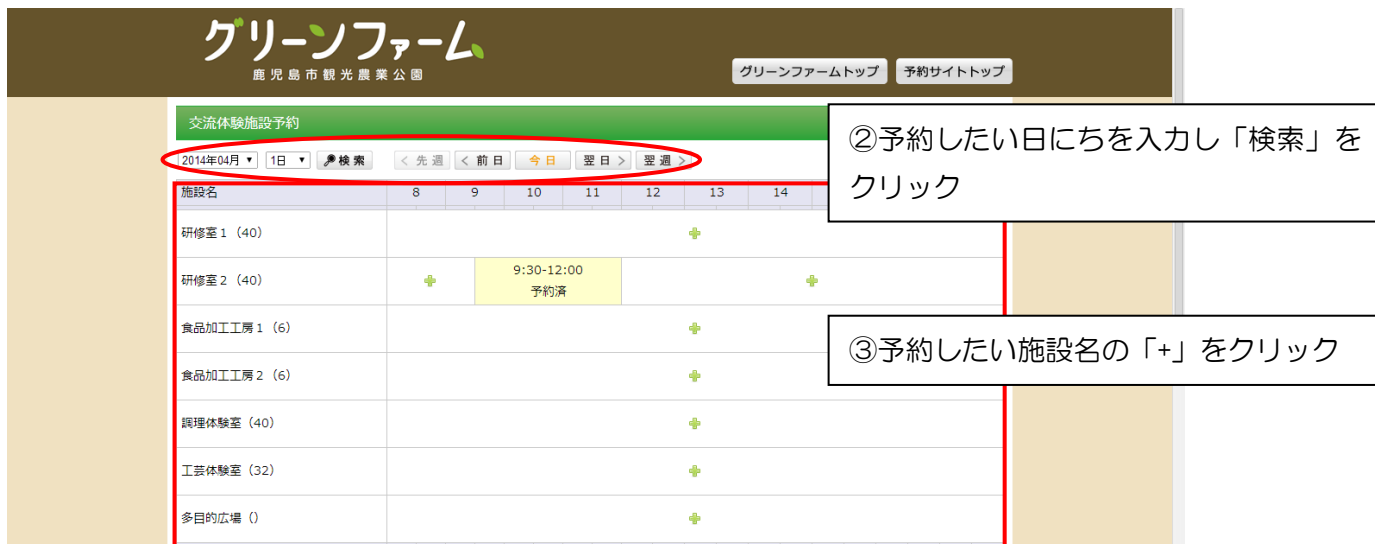 グリーンファーム
鹿児島市観光農業公園
グリーンファームトップ 予約サイトトップ
交流体験施設予約
②予約したい日にちを入力し「検索」を
クリック
2014年04月 ▼ 1日 ▼ 検索 < 先週 < 前日 今日 翌日 > 翌週 >
施設名 8 9 10 11 12 13 14
研修室1（40）
研修室2（40） 9:30-12:00
予約済
食品加工工房1（6）
③予約したい施設名の「+」をクリック
食品加工工房2（6）
調理体験室（40）
工芸体験室（32）
多目的広場（）